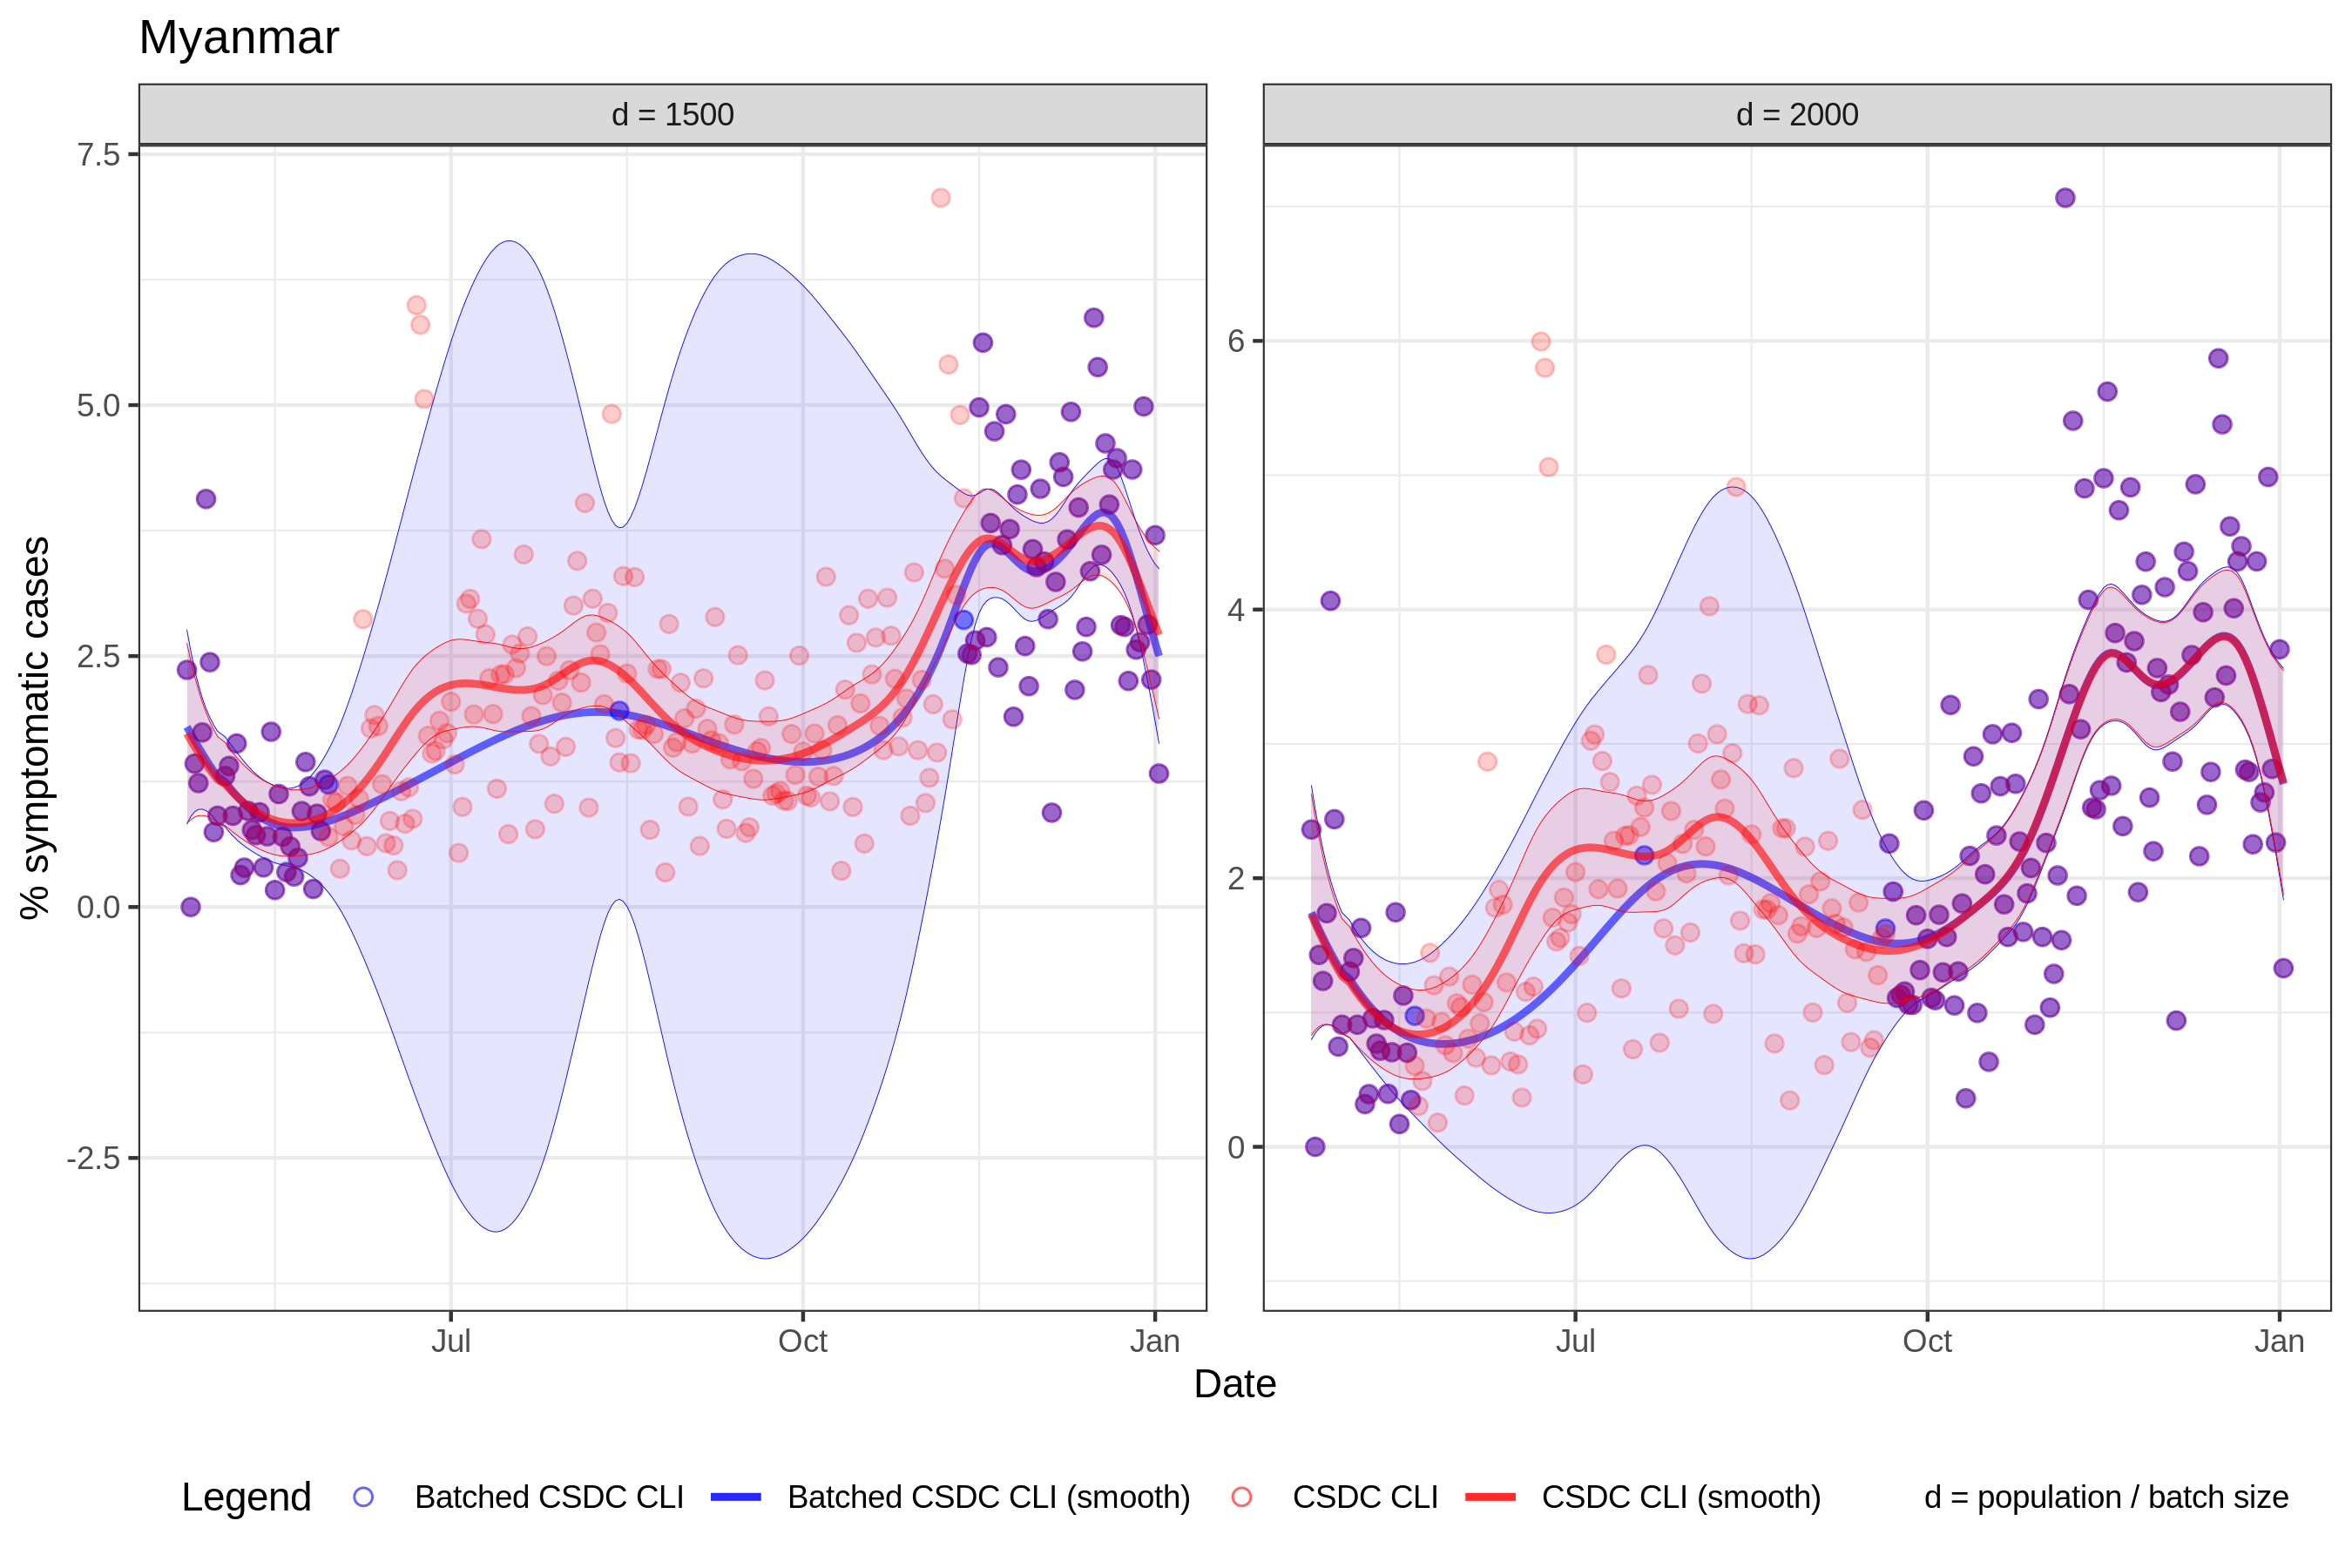 Myanmar
d = 1500
d = 2000
% symptomatic cases
7.5
5.0
2.5
0.0
-2.5
6
4
2
0
Jul
Oct
Jan
Jul
Oct
Jan
Date
Legend
Batched CSDC CLI
Batched CSDC CLI (smooth)
CSDC CLI
CSDC CLI (smooth)
d = population / batch size